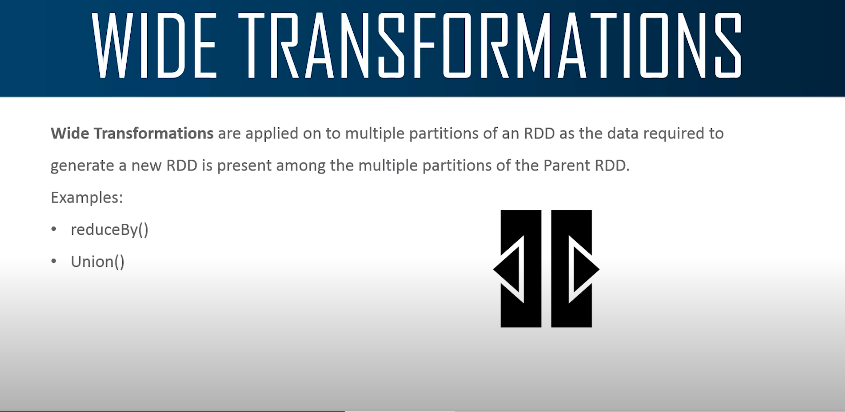 WIDE TRANSFORMATIONS
Wide Transformations are applied on to multiple partitions of an RDD as the data required to
generate a new RDD is present among the multiple partitions of the Parent RDD.
Examples:
• reduceBy()
• Union()